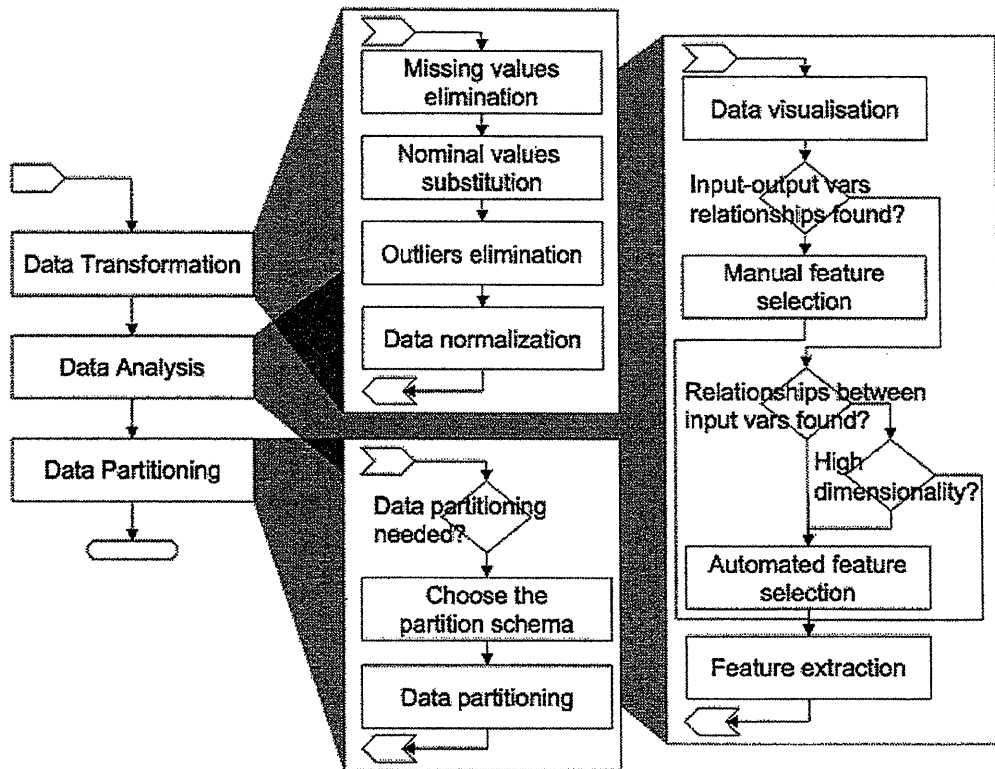 Data Transformation
Data Analysis
Data Partitioning
Missing values
elimination
Nominal values
substitution
Outliers elimination
Data normalization
Data partitioning
needed?
Choose the
partition schema
Data partitioning
Data visualisation
Input-output vars
relationships found?
Manual feature
selection
Relationships between
input vars found?
High
dimensionality?
Automated feature
selection
Feature extraction